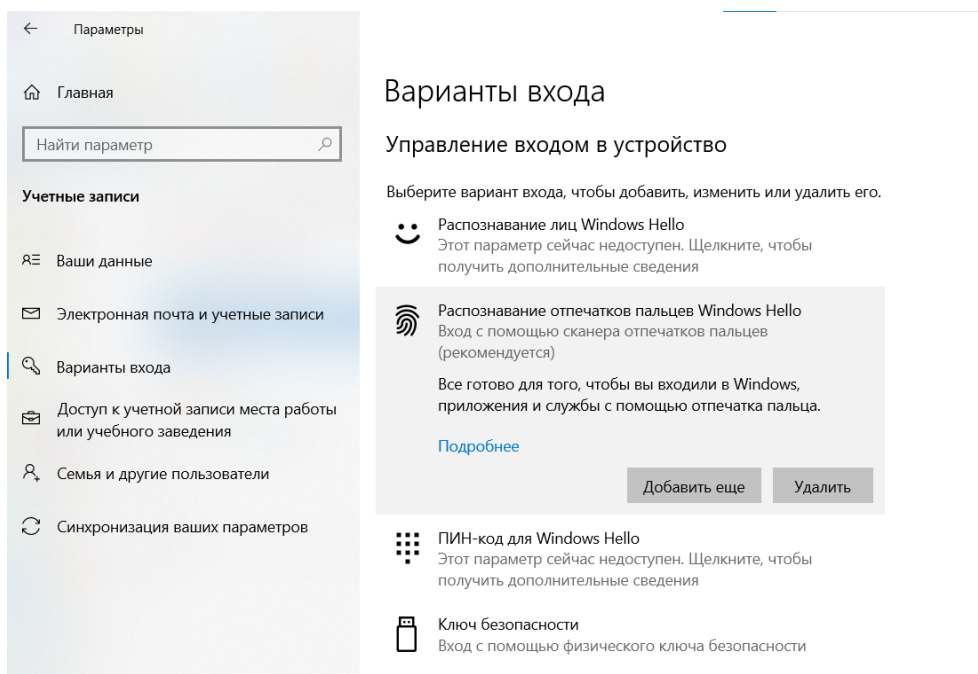 Параметры
Главная
Найти параметр
Учетные записи
Ваши данные
Электронная почта и учетные записи
Варианты входа
Доступ к учетной записи места работы
или учебного заведения
Семья и другие пользователи
Синхронизация ваших параметров
Варианты входа
Управление входом в устройство
Выберите вариант входа, чтобы добавить, изменить или удалить его.
Распознавание лиц Windows Hello
Этот параметр сейчас недоступен. Щелкните, чтобы
получить дополнительные сведения
Распознавание отпечатков пальцев Windows Hello
Вход с помощью сканера отпечатков пальцев
(рекомендуется)
Все готово для того, чтобы вы входили в Windows,
приложения и службы с помощью отпечатка пальца.
Подробнее
Добавить еще
Удалить
ПИН-код для Windows Hello
Этот параметр сейчас недоступен. Щелкните, чтобы
получить дополнительные сведения
Ключ безопасности
Вход с помощью физического ключа безопасности